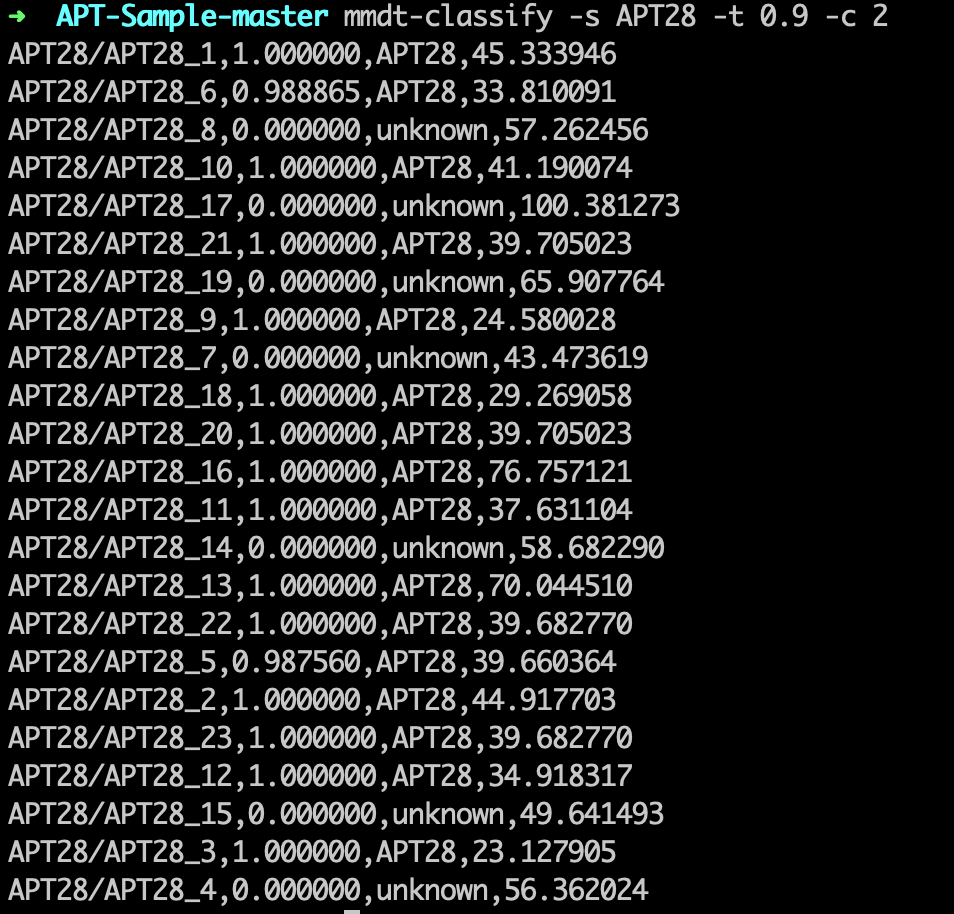 ➜ APT-Sample-master mmdt-classify -s APT28 -t 0.9 -c 2
APT28/APT28_1,1.000000,APT28,45.333946
APT28/APT28_6,0.988865,APT28,33.810091
APT28/APT28_8,0.000000,unknown,57.262456
APT28/APT28_10,1.000000,APT28,41.190074
APT28/APT28_17,0.000000,unknown,100.381273
APT28/APT28_21,1.000000,APT28,39.705023
APT28/APT28_19,0.000000,unknown,65.907764
APT28/APT28_9,1.000000,APT28,24.580028
APT28/APT28_7,0.000000,unknown,43.473619
APT28/APT28_18,1.000000,APT28,29.269058
APT28/APT28_20,1.000000,APT28,39.705023
APT28/APT28_16,1.000000,APT28,76.757121
APT28/APT28_11,1.000000,APT28,37.631104
APT28/APT28_14,0.000000,unknown,58.682290
APT28/APT28_13,1.000000,APT28,70.044510
APT28/APT28_22,1.000000,APT28,39.682770
APT28/APT28_5,0.987560,APT28,39.660364
APT28/APT28_2,1.000000,APT28,44.917703
APT28/APT28_23,1.000000,APT28,39.682770
APT28/APT28_12,1.000000,APT28,34.918317
APT28/APT28_15,0.000000,unknown,49.641493
APT28/APT28_3,1.000000,APT28,23.127905
APT28/APT28_4,0.000000,unknown,56.362024